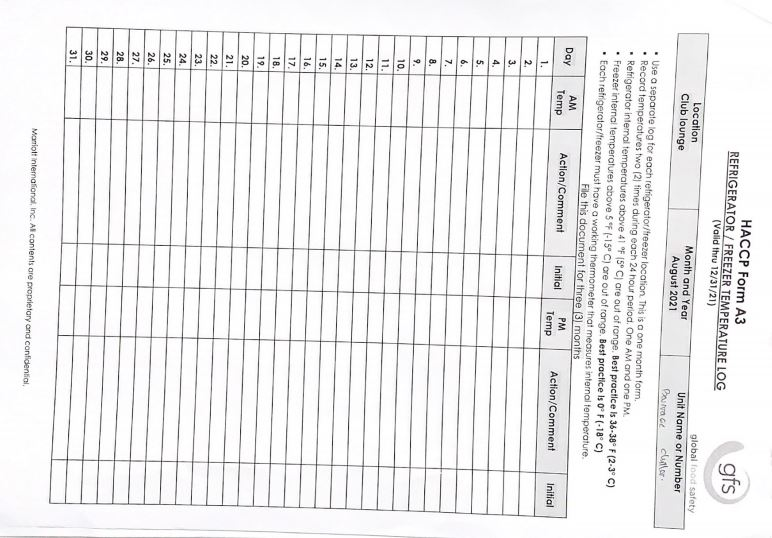 gfs
global food safety
HACCP Form A3
REFRIGERATOR / FREEZER TEMPERATURE LOG
(Valid thru 12/31/21)
Location Month and Year Unit Name or Number
Club lounge August 2021 chiller.
• Use a separate log for each refrigerator/freezer location. This is a one month form.
• Record temperatures two (2) times during each 24 hour period. One AM and one PM.
• Refrigerator internal temperatures above 41 °F (5° C) are out of range. Best practice is 36-38° F (2-3° C)
• Freezer internal temperatures above 5 °F (-15° C) are out of range. Best practice is 0° F (-18° C)
• Each refrigerator/freezer must have a working thermometer that measures internal temperature.
File this document for three (3) months
Day AM Temp Action/Comment Initial PM Temp Action/Comment Initial
1.
2.
3.
4.
5.
6.
7.
8.
9.
10.
11.
12.
13.
14.
15.
16.
17.
18.
19.
20.
21.
22.
23.
24.
25.
26.
27.
28.
29.
30.
31.
Marriott International, Inc. All contents are proprietary and confidential.